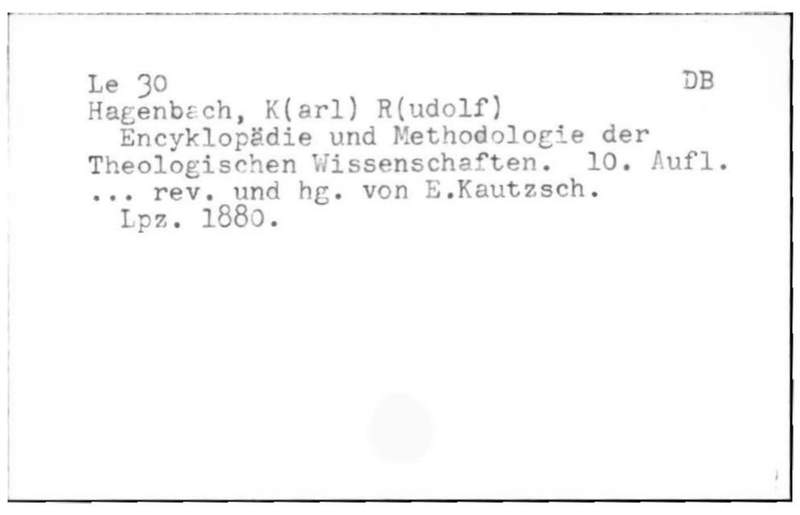 Le 30 DB
Hagenbach, K(arl) R(udolf)
Encyklopädie und Methodologie der
Theologischen Wissenschaften. 10. Aufl.
... rev. und hg. von E.Kautzsch.
Lpz. 1880.